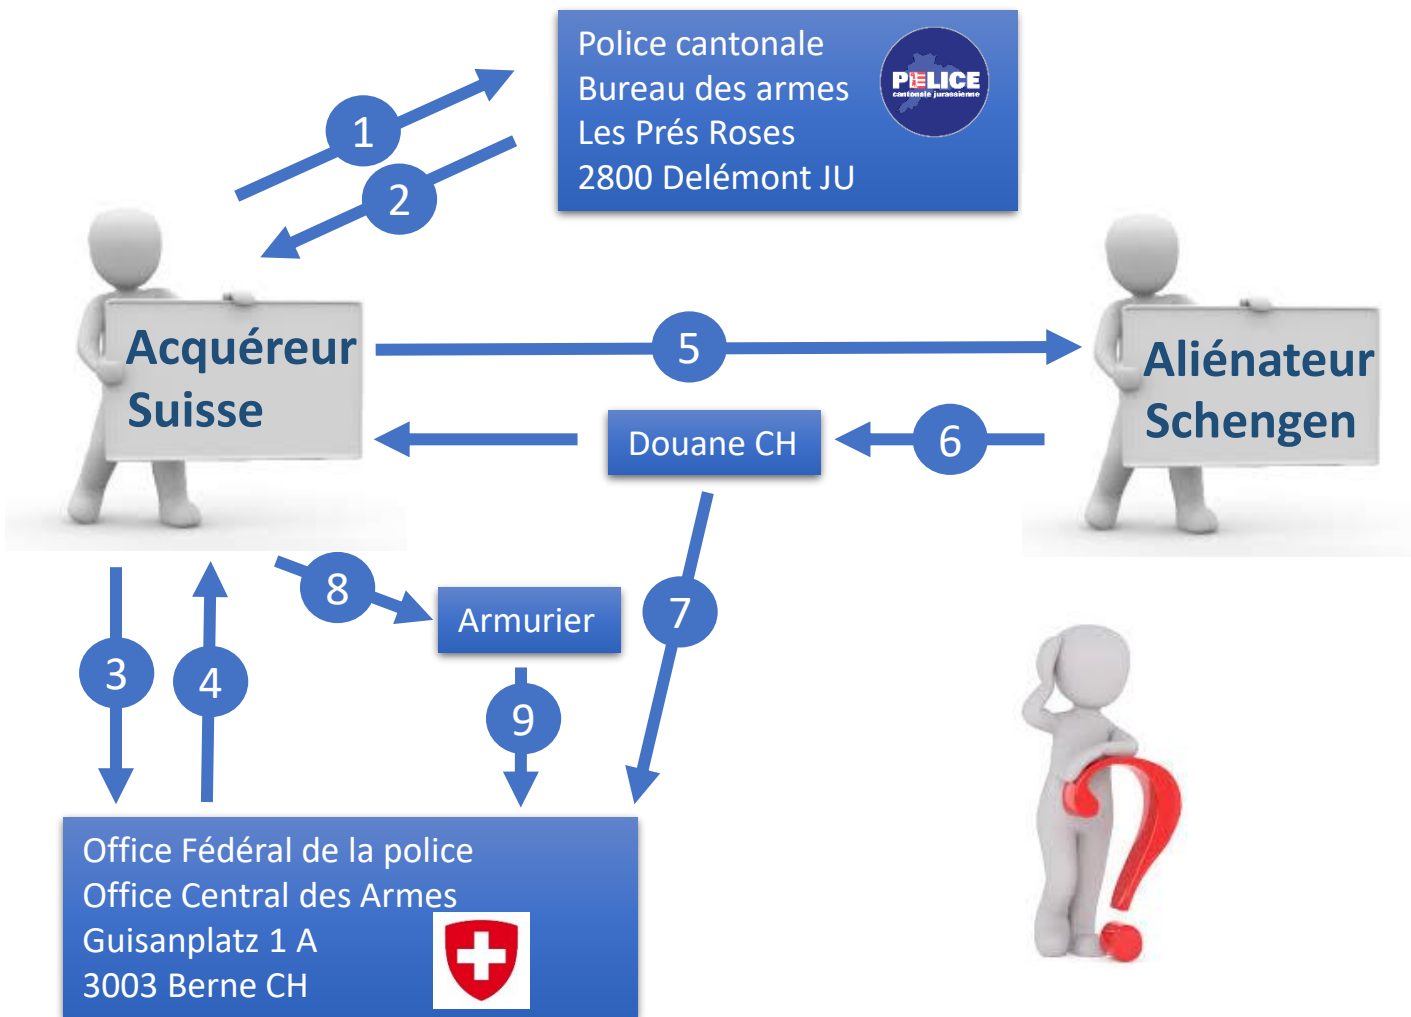 Police cantonale
Bureau des armes
Les Prés Roses
2800 Delémont JU
POLICE
cantonale jurassienne
1
2
Acquéreur
Suisse
5
Aliénateur
Schengen
Douane CH
6
8
Armurier
7
3
4
9
Office Fédéral de la police
Office Central des Armes
Guisanplatz 1 A
3003 Berne CH
?